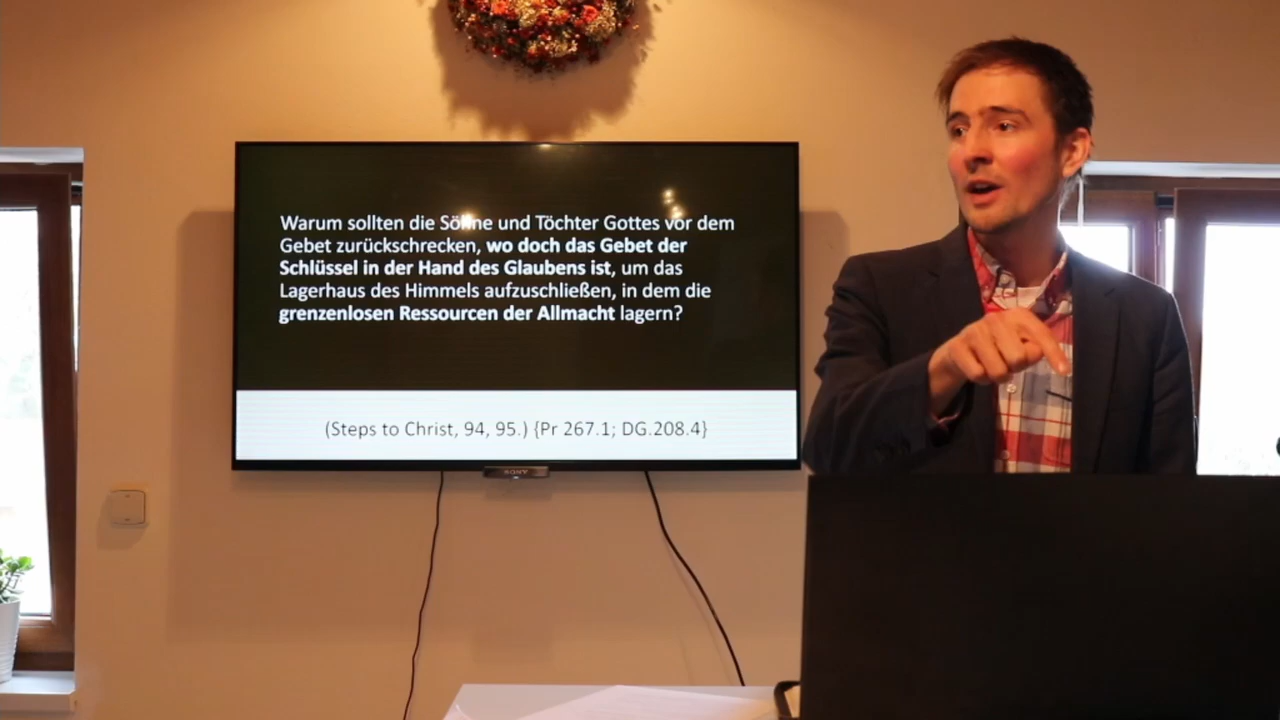 Warum sollten die Söhne und Töchter Gottes vor dem
Gebet zurückschrecken, wo doch das Gebet der
Schlüssel in der Hand des Glaubens ist, um das
Lagerhaus des Himmels aufzuschließen, in dem die
grenzenlosen Ressourcen der Allmacht lagern?
(Steps to Christ, 94, 95.) {Pr 267.1; DG.208.4}
SONY